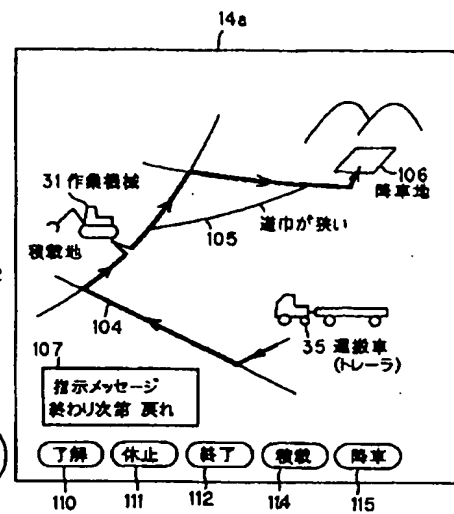 14a
31 作業機械
積載地
106
降車地
105
道巾が狭い
104
35 運搬車
(トレーラ)
107
指示メッセージ
終わり次第 戻れ
了解 休止 終了 積載 降車
110 111 112 114 115